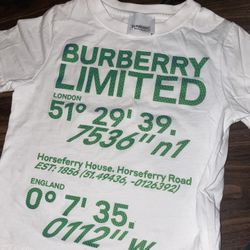 BURBERRY
LIMITED
LONDON
51° 29' 39.
7536"n1
Horseferry House, Horseferry Road
EST: 1856 (51.49436, -0126392)
ENGLAND
0° 7' 35.
0112"w